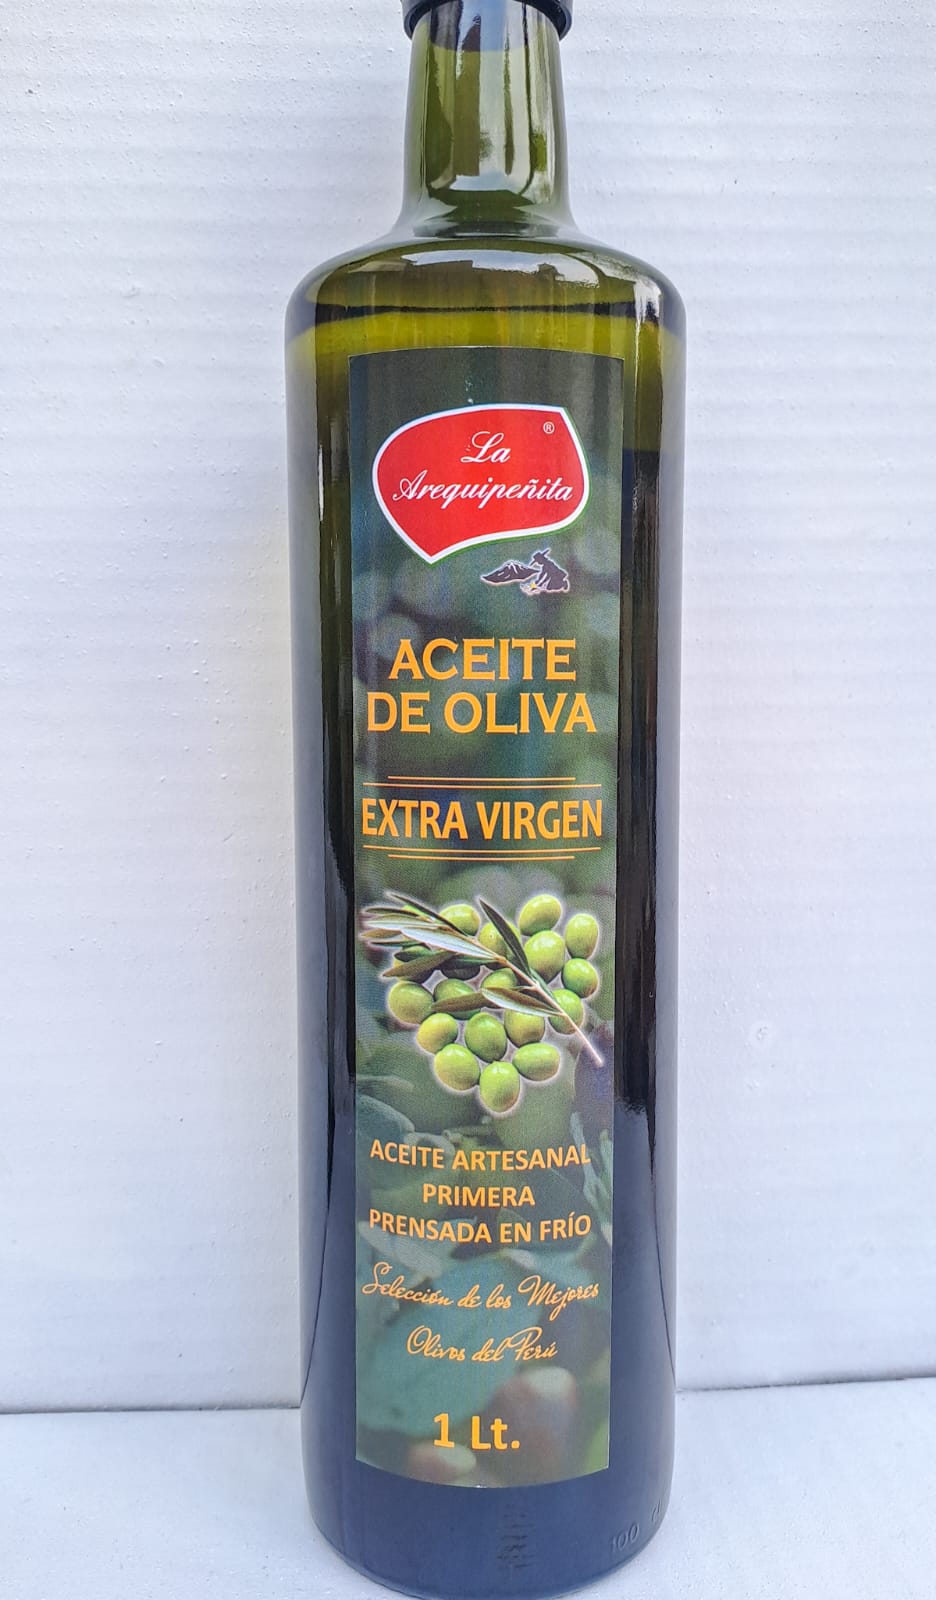 La ®
Arequipeñita
ACEITE
DE OLIVA
EXTRA VIRGEN
ACEITE ARTESANAL
PRIMERA
PRENSADA EN FRÍO
Selección de los Mejores
Olivos del Perú
1 Lt.
100 cl